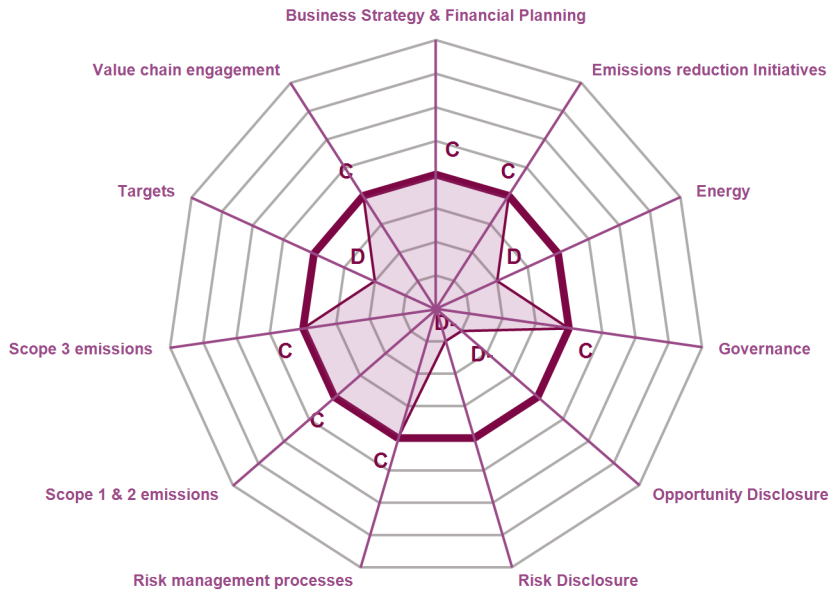 Business Strategy & Financial Planning
Value chain engagement
Emissions reduction Initiatives
C
C
C
Targets
Energy
D
D
D-
Scope 3 emissions
C
D-
C
Governance
C
C
Scope 1 & 2 emissions
Opportunity Disclosure
Risk management processes
Risk Disclosure